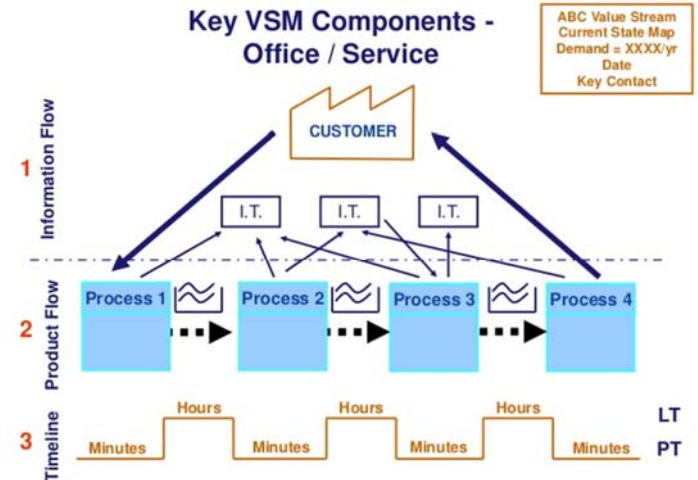 Key VSM Components -
Office / Service
ABC Value Stream
Current State Map
Demand = XXXX/yr
Date
Key Contact
1
Information Flow
CUSTOMER
I.T.
I.T.
I.T.
2
Product Flow
Process 1
Process 2
Process 3
Process 4
3
Timeline
Hours
Hours
Hours
LT
Minutes
Minutes
Minutes
Minutes
PT